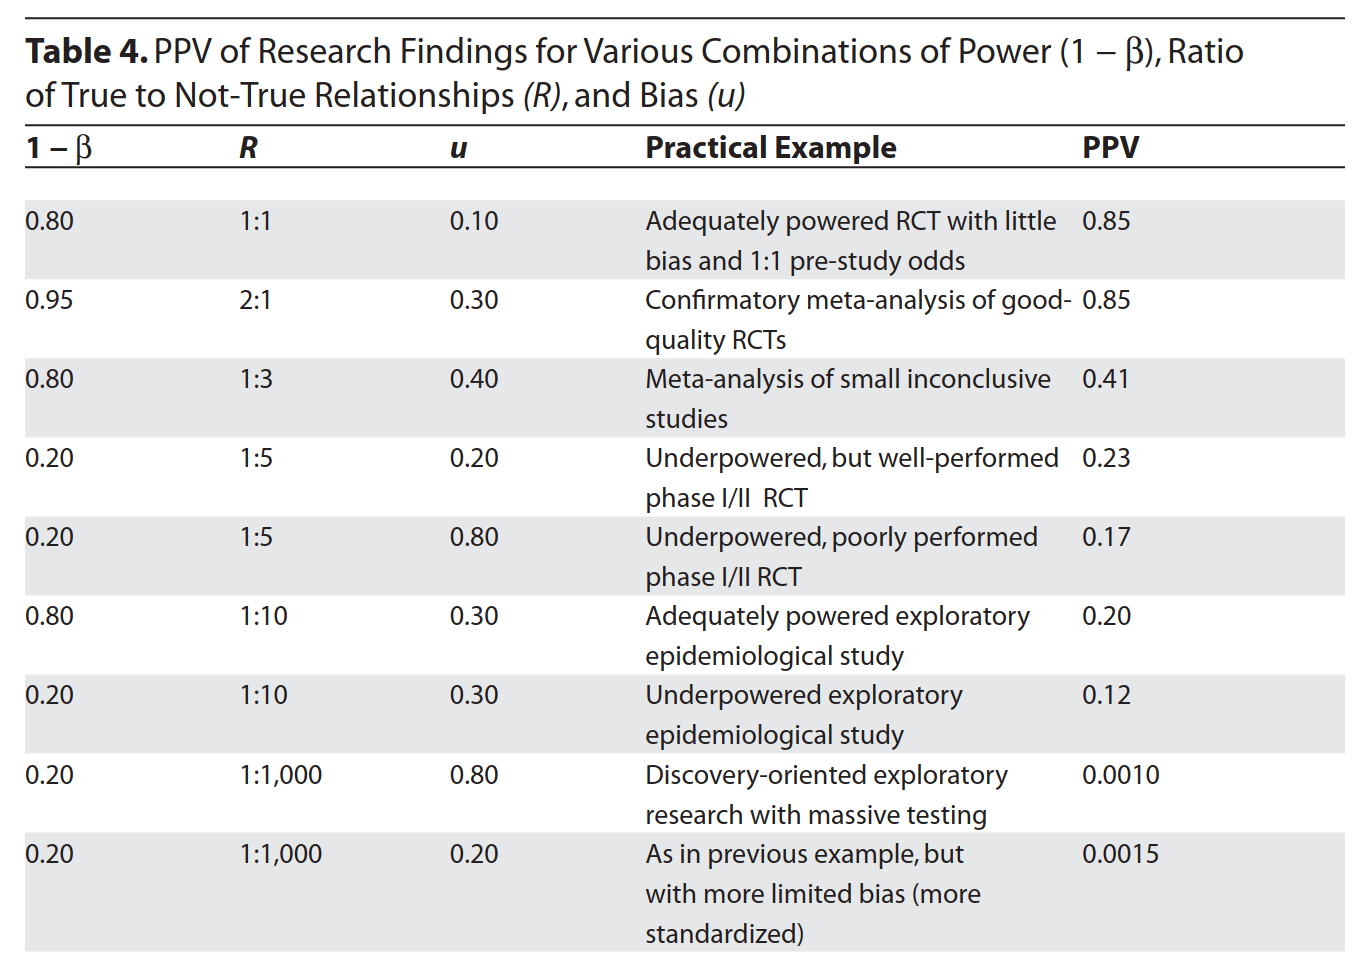 Table 4. PPV of Research Findings for Various Combinations of Power (1 − β), Ratio
of True to Not-True Relationships (R), and Bias (u)
1 − β R u Practical Example PPV
0.80 1:1 0.10 Adequately powered RCT with little 0.85
bias and 1:1 pre-study odds
0.95 2:1 0.30 Confirmatory meta-analysis of good- 0.85
quality RCTs
0.80 1:3 0.40 Meta-analysis of small inconclusive 0.41
studies
0.20 1:5 0.20 Underpowered, but well-performed 0.23
phase I/II RCT
0.20 1:5 0.80 Underpowered, poorly performed 0.17
phase I/II RCT
0.80 1:10 0.30 Adequately powered exploratory 0.20
epidemiological study
0.20 1:10 0.30 Underpowered exploratory 0.12
epidemiological study
0.20 1:1,000 0.80 Discovery-oriented exploratory 0.0010
research with massive testing
0.20 1:1,000 0.20 As in previous example, but 0.0015
with more limited bias (more
standardized)